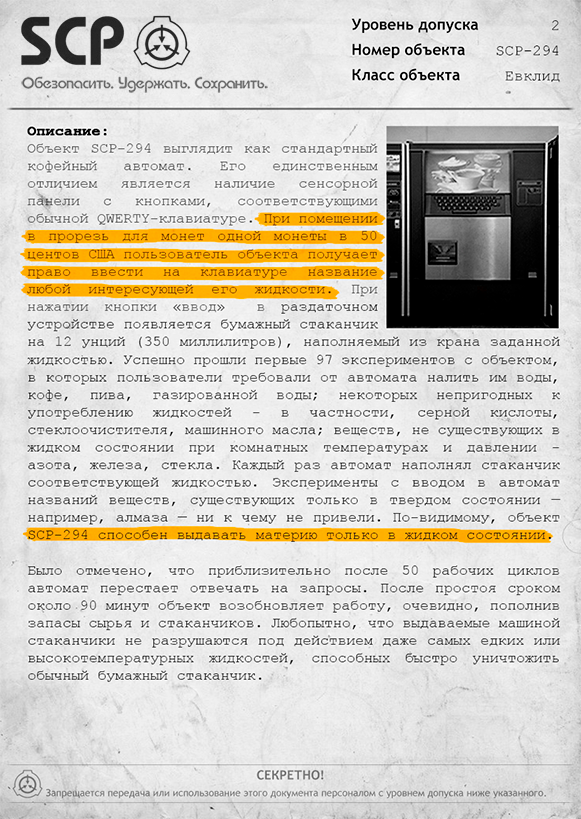 SCP
Обезопасить. Удержать. Сохранить.
Уровень допуска 2
Номер объекта SCP-294
Класс объекта Евклид
Описание:
Объект SCP-294 выглядит как стандартный
кофейный автомат. Его единственным
отличием является наличие сенсорной
панели с кнопками, соответствующими
обычной QWERTY-клавиатуре. При помещении
в прорезь для монет одной монеты в 50
центов США пользователь объекта получает
право ввести на клавиатуре название
любой интересующей его жидкости. При
нажатии кнопки «ввод» в раздаточном
устройстве появляется бумажный стаканчик
на 12 унций (350 миллилитров), наполняемый из крана заданной
жидкостью. Успешно прошли первые 97 экспериментов с объектом,
в которых пользователи требовали от автомата налить им воды,
кофе, пива, газированной воды; некоторых непригодных к
употреблению жидкостей - в частности, серной кислоты,
стеклоочистителя, машинного масла; веществ, не существующих в
жидком состоянии при комнатных температурах и давлении -
азота, железа, стекла. Каждый раз автомат наполнял стаканчик
соответствующей жидкостью. Эксперименты с вводом в автомат
названий веществ, существующих только в твердом состоянии —
например, алмаза — ни к чему не привели. По-видимому, объект
SCP-294 способен выдавать материю только в жидком состоянии.
Было отмечено, что приблизительно после 50 рабочих циклов
автомат перестает отвечать на запросы. После простоя сроком
около 90 минут объект возобновляет работу, очевидно, пополнив
запасы сырья и стаканчиков. Любопытно, что выдаваемые машиной
стаканчики не разрушаются под действием даже самых едких или
высокотемпературных жидкостей, способных быстро уничтожить
обычный бумажный стаканчик.
СЕКРЕТНО!
Запрещается передача или использование этого документа персоналом с уровнем допуска ниже указанного.